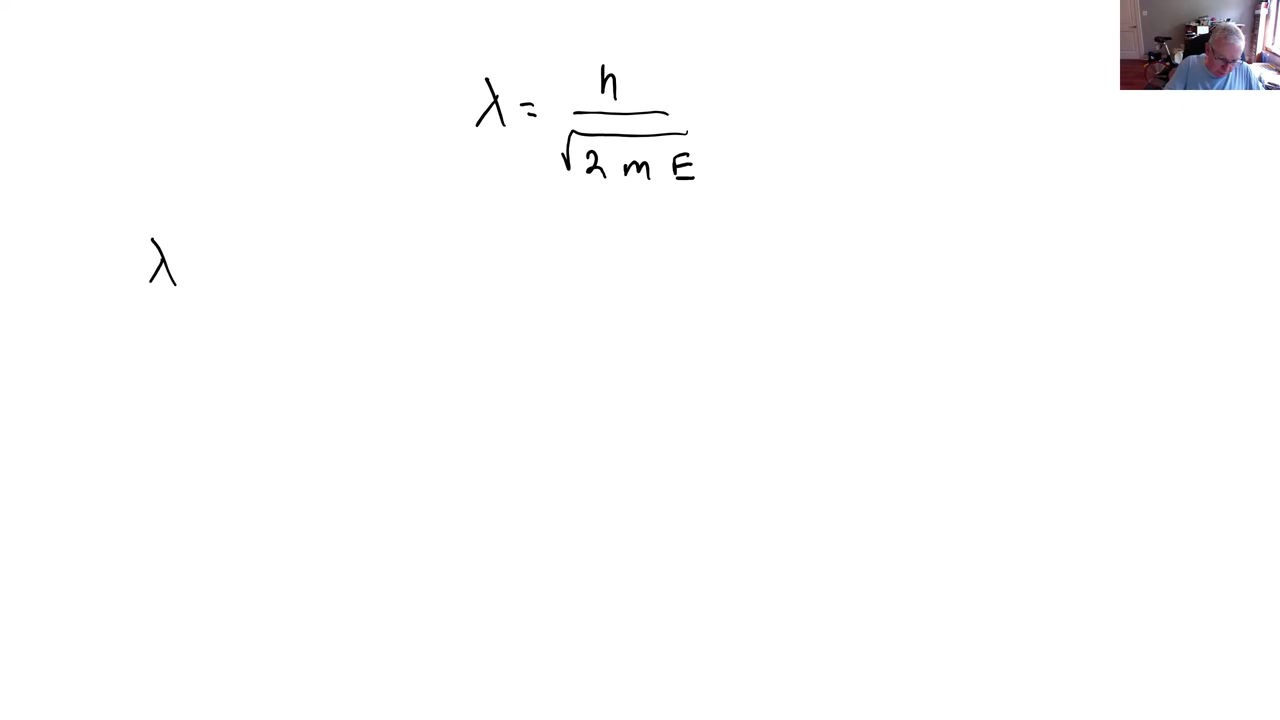 λ = h / √(2 m E)
λ